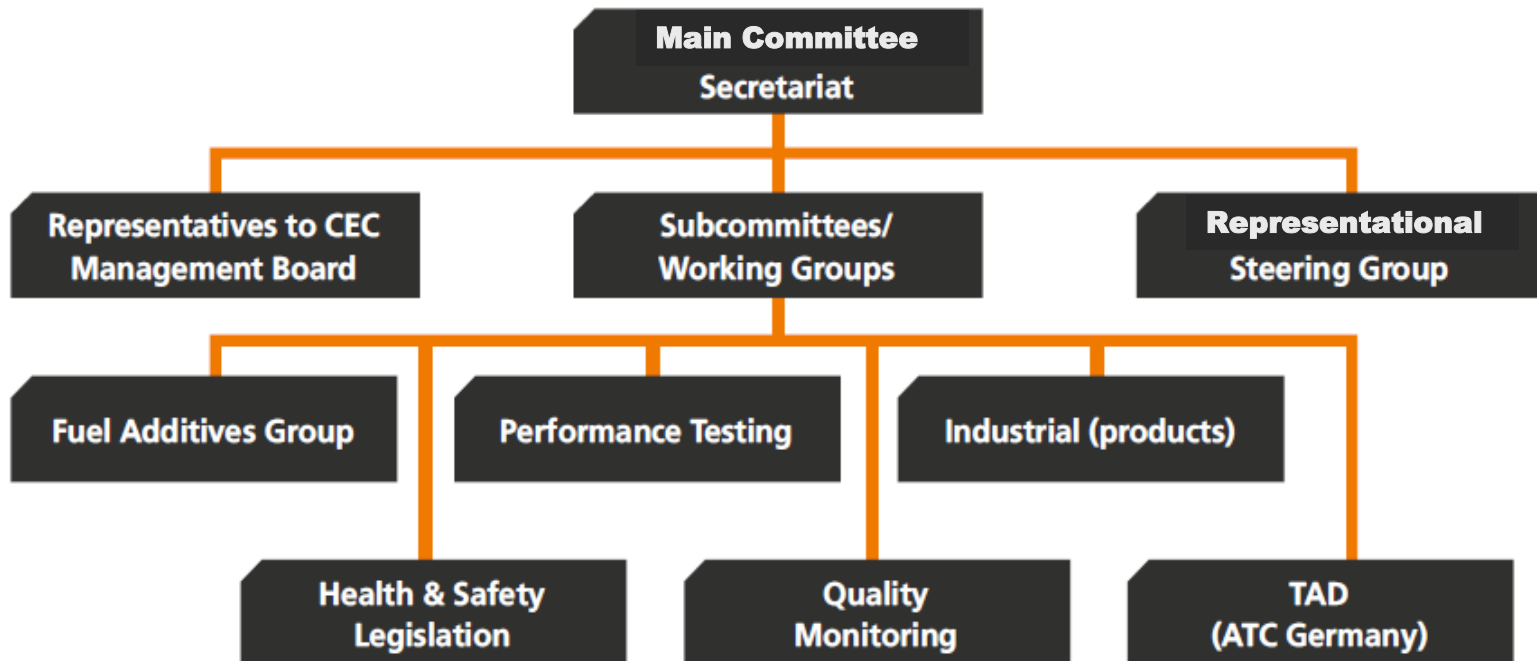 Main Committee
Secretariat
Representatives to CEC
Management Board
Subcommittees/
Working Groups
Representational
Steering Group
Fuel Additives Group
Performance Testing
Industrial (products)
Health & Safety
Legislation
Quality
Monitoring
TAD
(ATC Germany)